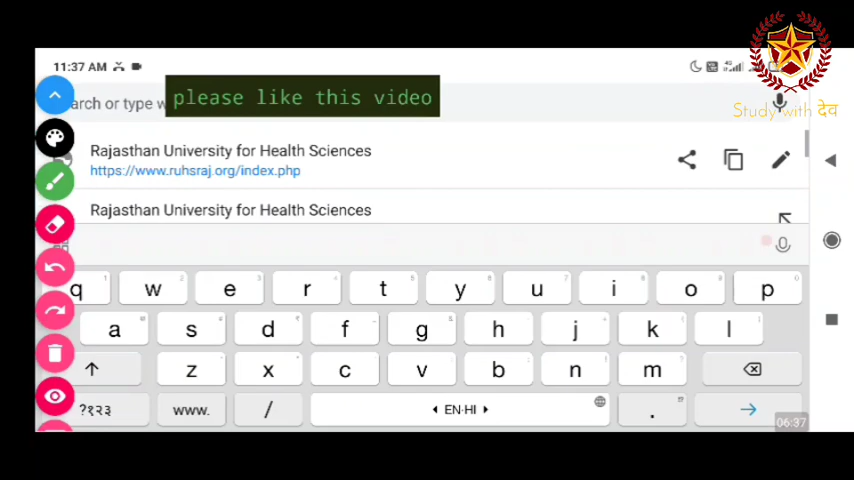 11:37 AM
Study with देव
arch or type w
please like this video
Rajasthan University for Health Sciences
https://www.ruhsraj.org/index.php
Rajasthan University for Health Sciences
q w e r t y u i o p
a s d f g h j k l
z x c v b n m
?१२३ www. / EN·HI .
06:37